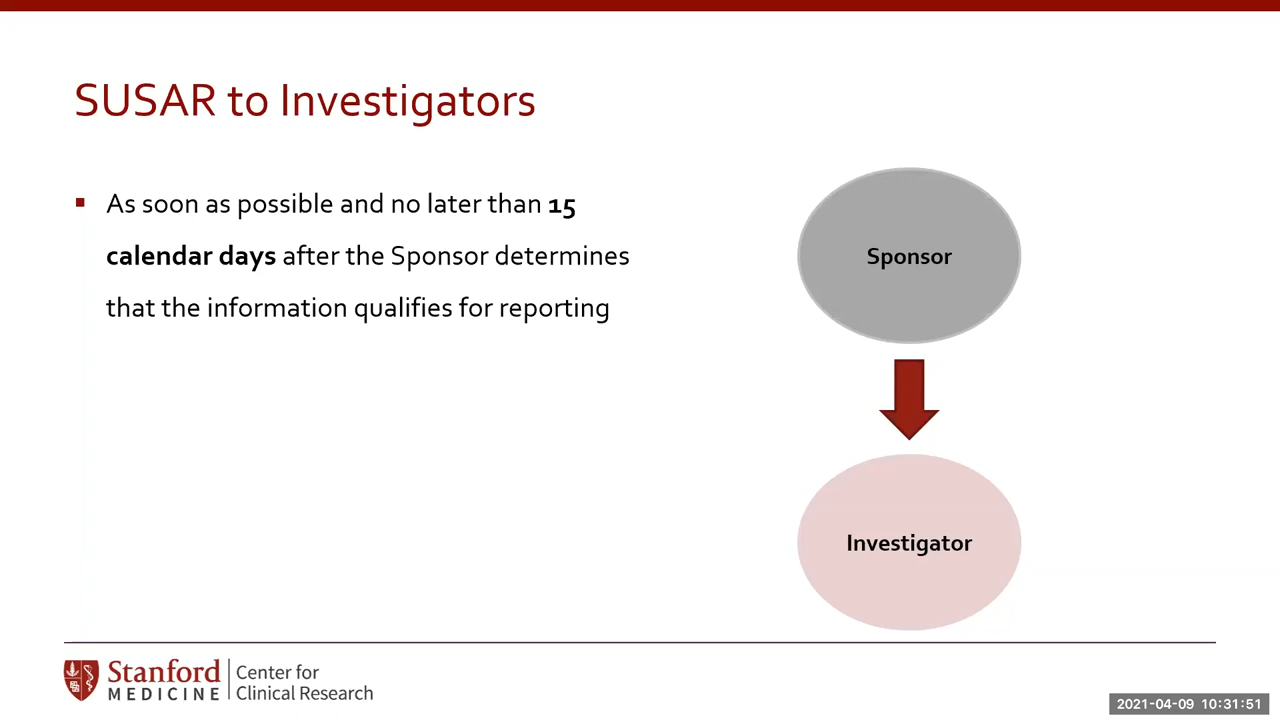 SUSAR to Investigators
As soon as possible and no later than 15
calendar days after the Sponsor determines
that the information qualifies for reporting
Sponsor
Investigator
Stanford
MEDICINE
Center for
Clinical Research
2021-04-09 10:31:51